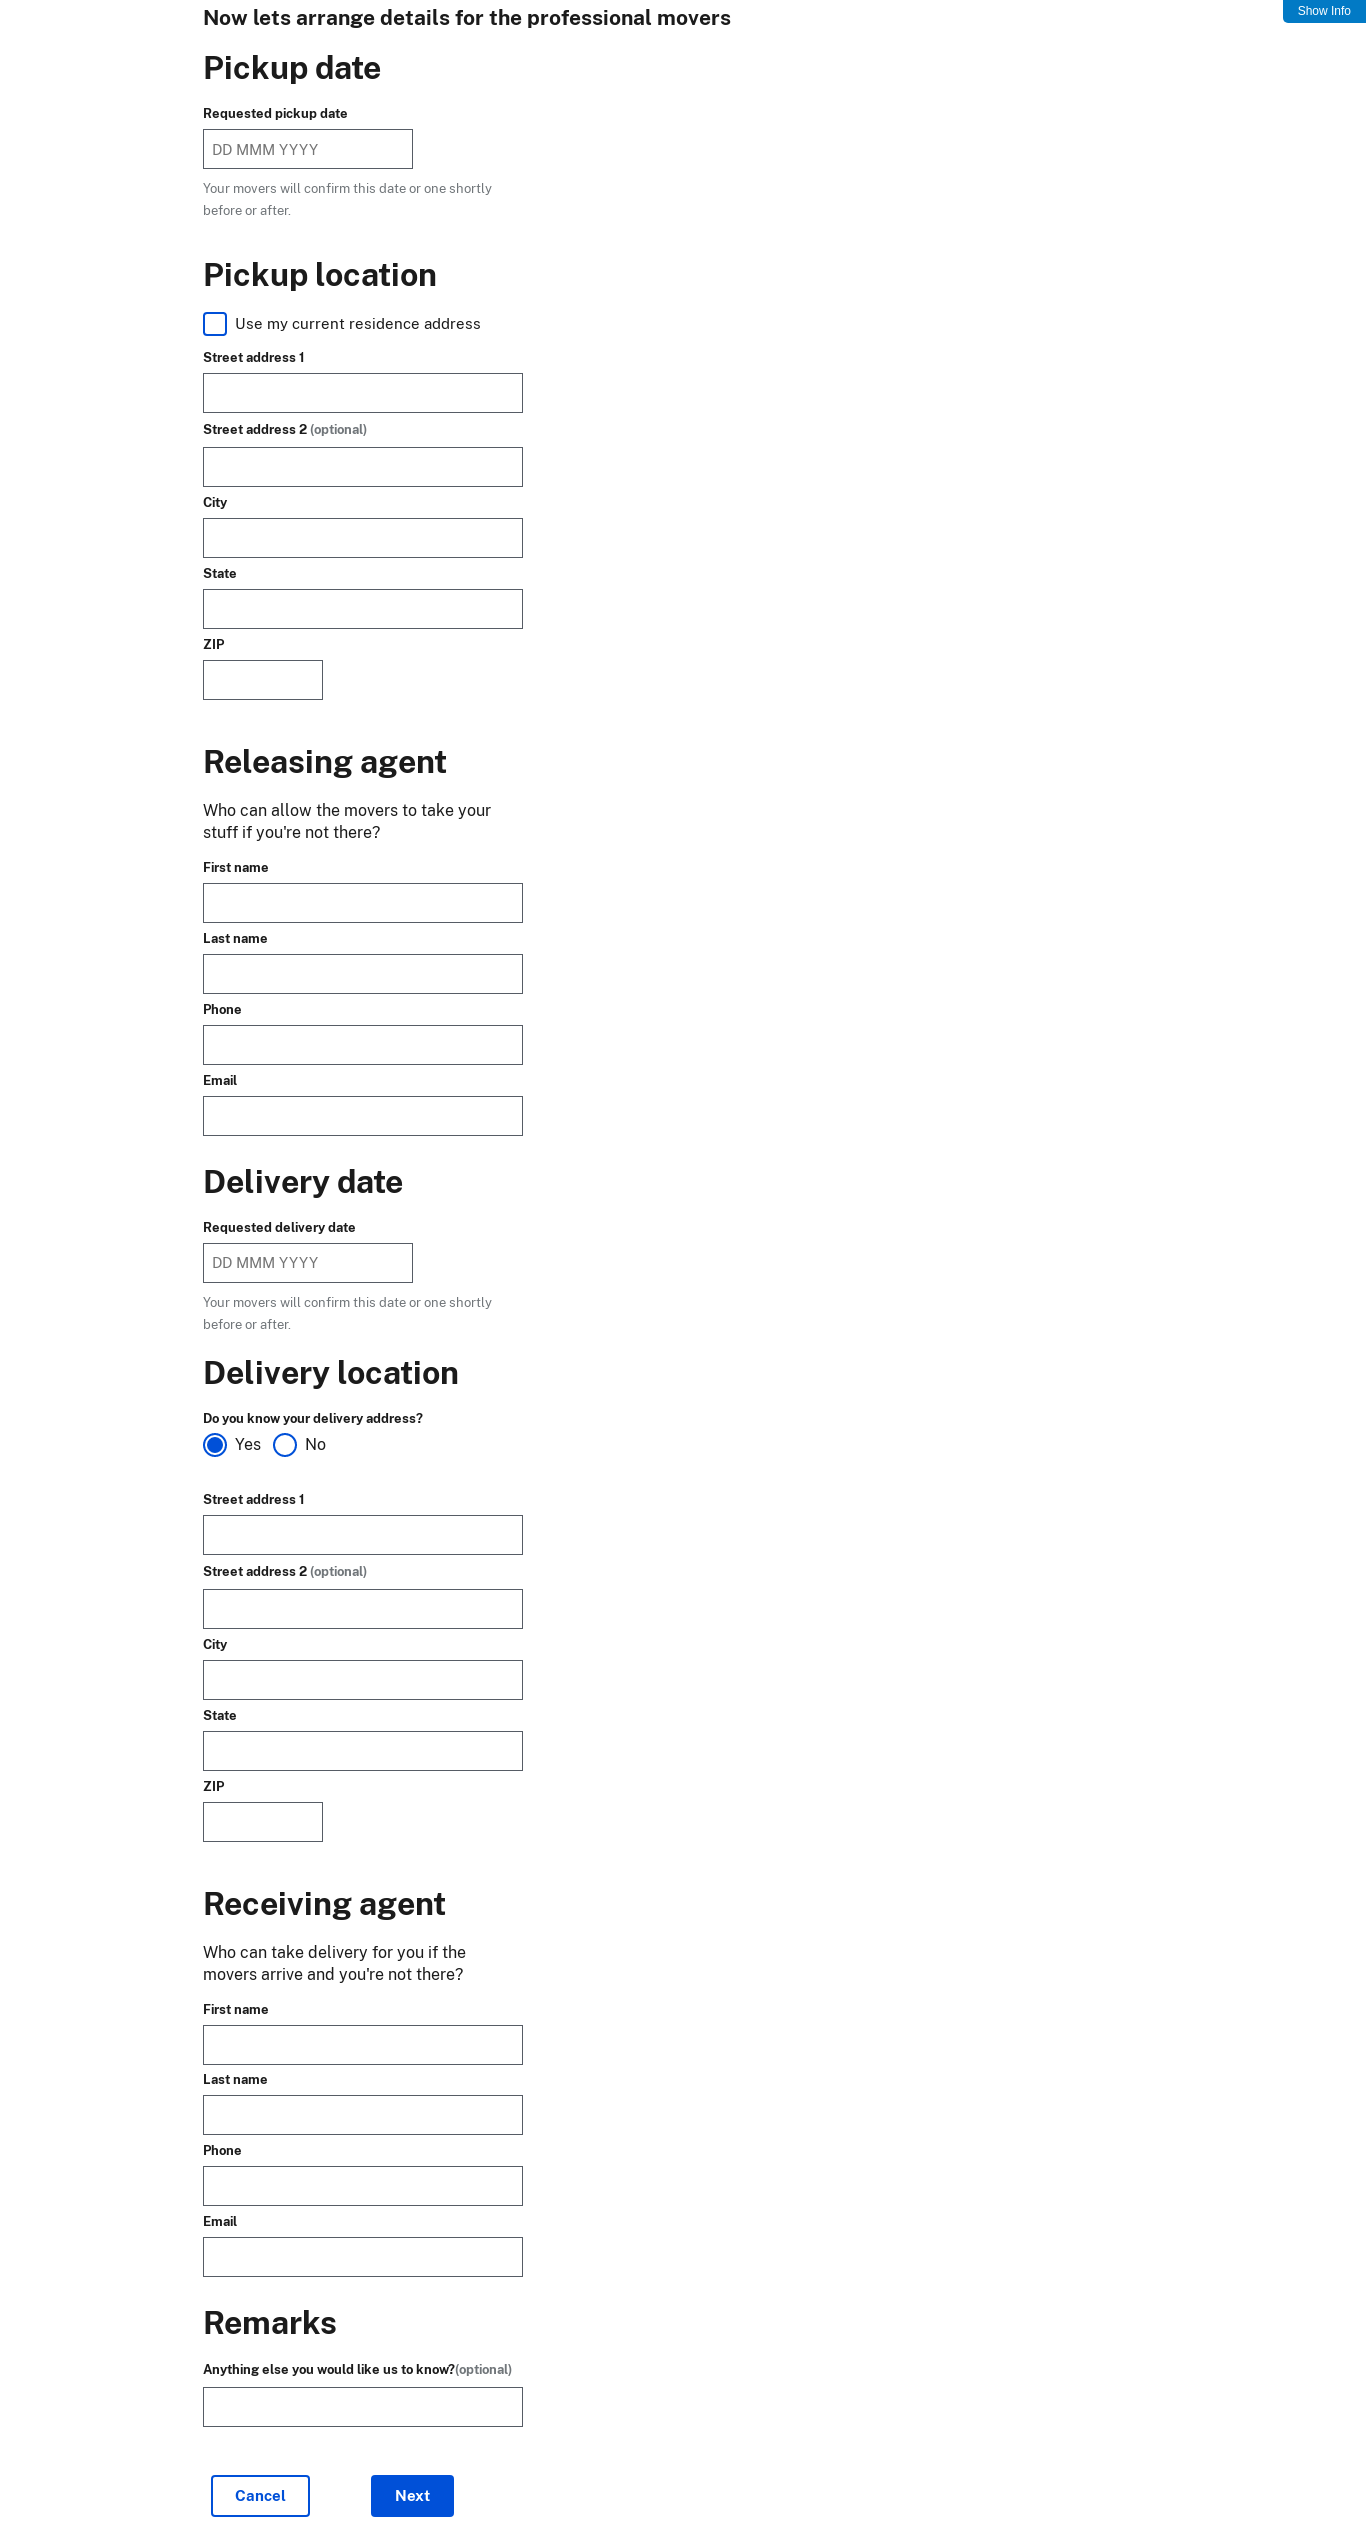 Now lets arrange details for the professional movers
Show Info
Pickup date
Requested pickup date
DD MMM YYYY
Your movers will confirm this date or one shortly
before or after.
Pickup location
Use my current residence address
Street address 1
Street address 2 (optional)
City
State
ZIP
Releasing agent
Who can allow the movers to take your
stuff if you're not there?
First name
Last name
Phone
Email
Delivery date
Requested delivery date
DD MMM YYYY
Your movers will confirm this date or one shortly
before or after.
Delivery location
Do you know your delivery address?
Yes No
Street address 1
Street address 2 (optional)
City
State
ZIP
Receiving agent
Who can take delivery for you if the
movers arrive and you're not there?
First name
Last name
Phone
Email
Remarks
Anything else you would like us to know?(optional)
Cancel Next